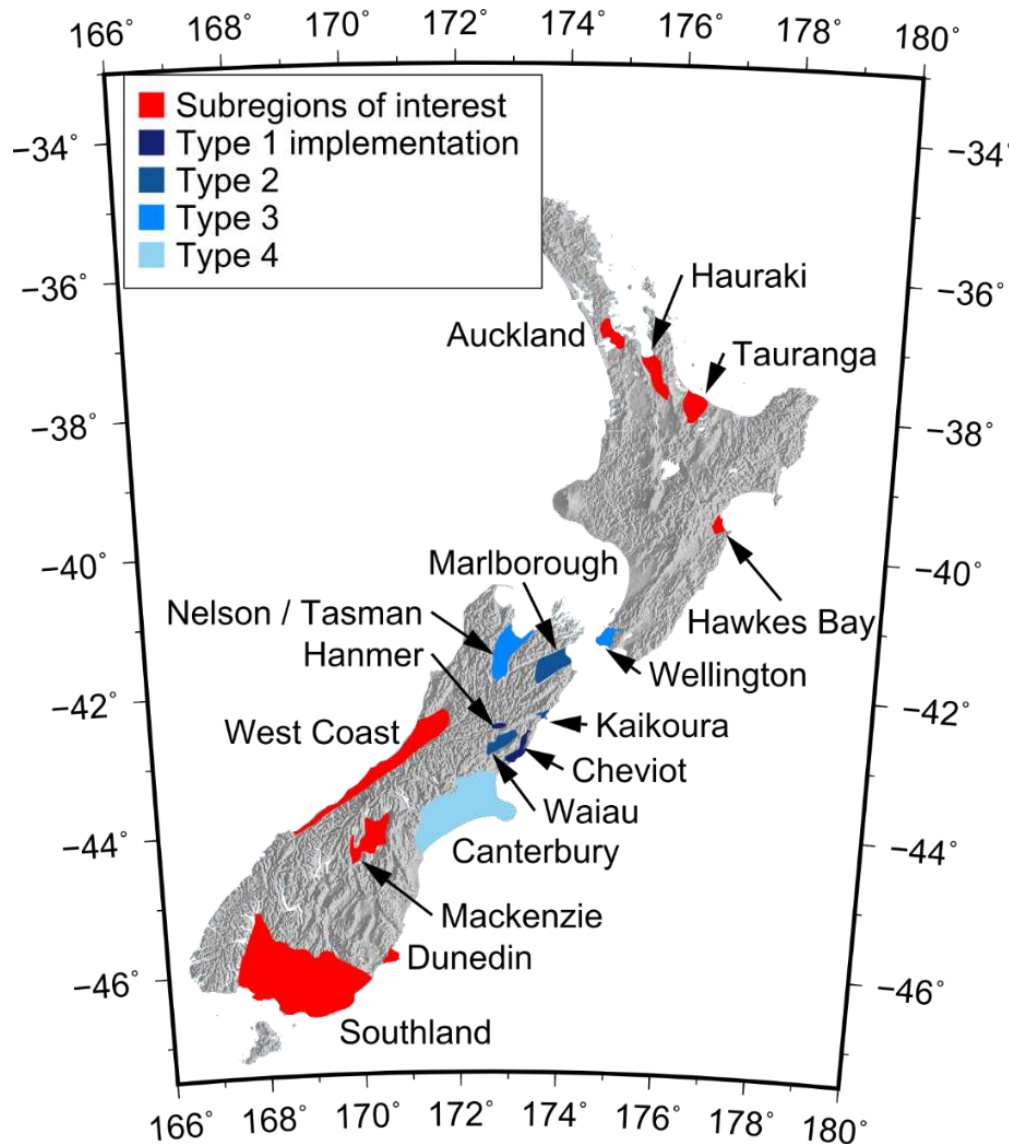 166° 168° 170° 172° 174° 176° 178° 180°
Subregions of interest
Type 1 implementation
Type 2
Type 3
Type 4
−34° −34°
−36° −36°
Hauraki
Auckland
Tauranga
−38° −38°
−40° −40°
Marlborough
Nelson / Tasman
Hawkes Bay
Hanmer
Wellington
−42° −42°
West Coast
Kaikoura
Cheviot
Waiau
−44° −44°
Canterbury
Mackenzie
Dunedin
−46° −46°
Southland
166° 168° 170° 172° 174° 176° 178° 180°